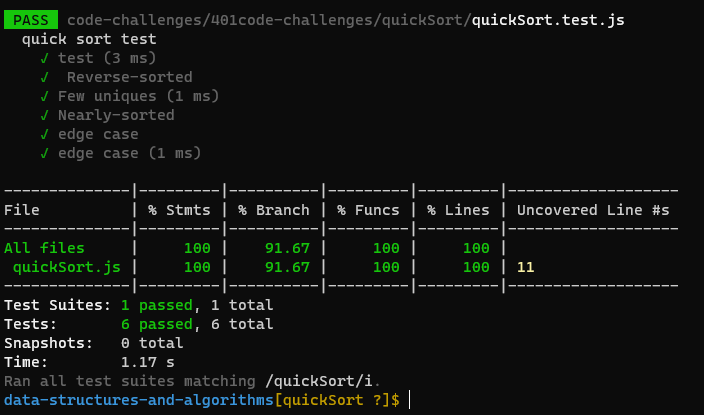 PASS  code-challenges/401code-challenges/quickSort/quickSort.test.js
  quick sort test
    ✓ test (3 ms)
    ✓  Reverse-sorted
    ✓ Few uniques (1 ms)
    ✓ Nearly-sorted
    ✓ edge case
    ✓ edge case (1 ms)
--------------|---------|----------|---------|---------|-------------------
File          | % Stmts | % Branch | % Funcs | % Lines | Uncovered Line #s
--------------|---------|----------|---------|---------|-------------------
All files     |     100 |    91.67 |     100 |     100 |
 quickSort.js |     100 |    91.67 |     100 |     100 | 11
--------------|---------|----------|---------|---------|-------------------
Test Suites: 1 passed, 1 total
Tests:       6 passed, 6 total
Snapshots:   0 total
Time:        1.17 s
Ran all test suites matching /quickSort/i.
data-structures-and-algorithms[quickSort ?]$